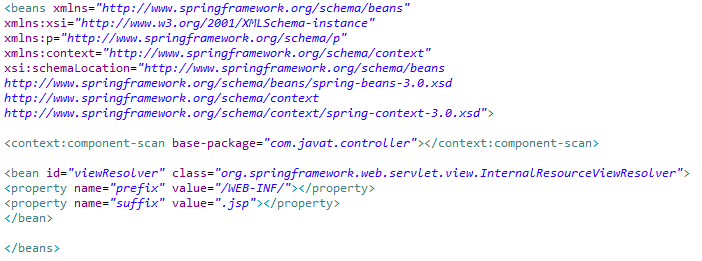 <beans xmlns="http://www.springframework.org/schema/beans"
xmlns:xsi="http://www.w3.org/2001/XMLSchema-instance"
xmlns:p="http://www.springframework.org/schema/p"
xmlns:context="http://www.springframework.org/schema/context"
xsi:schemaLocation="http://www.springframework.org/schema/beans
http://www.springframework.org/schema/beans/spring-beans-3.0.xsd
http://www.springframework.org/schema/context
http://www.springframework.org/schema/context/spring-context-3.0.xsd">
<context:component-scan base-package="com.javat.controller"></context:component-scan>
<bean id="viewResolver" class="org.springframework.web.servlet.view.InternalResourceViewResolver">
<property name="prefix" value="/WEB-INF/"></property>
<property name="suffix" value=".jsp"></property>
</bean>
</beans>